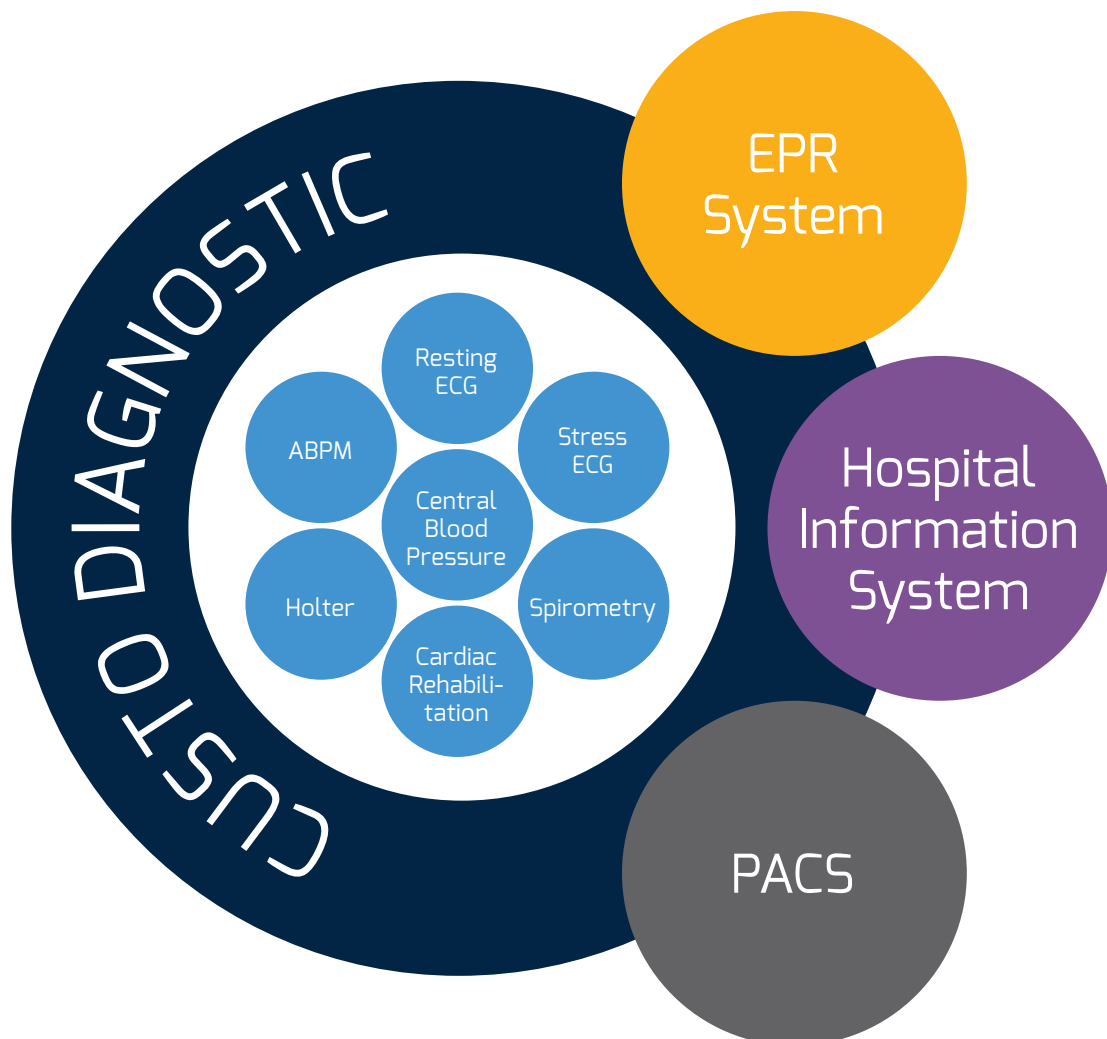 CUSTO DIAGNOSTIC
EPR
System
Hospital
Information
System
PACS
Resting
ECG
ABPM
Stress
ECG
Central
Blood
Pressure
Holter
Spirometry
Cardiac
Rehabili-
tation